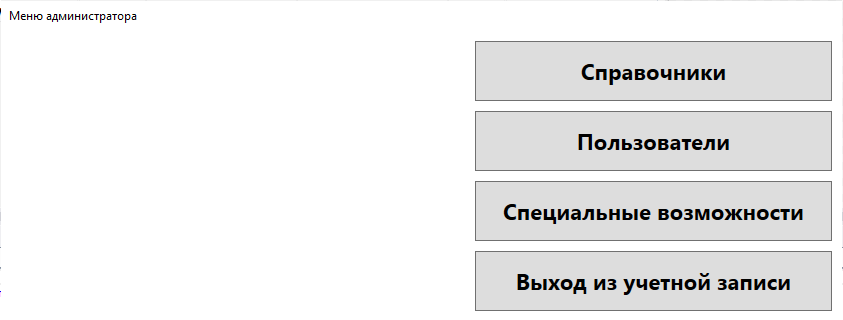 Меню администратора
Справочники
Пользователи
Специальные возможности
Выход из учетной записи